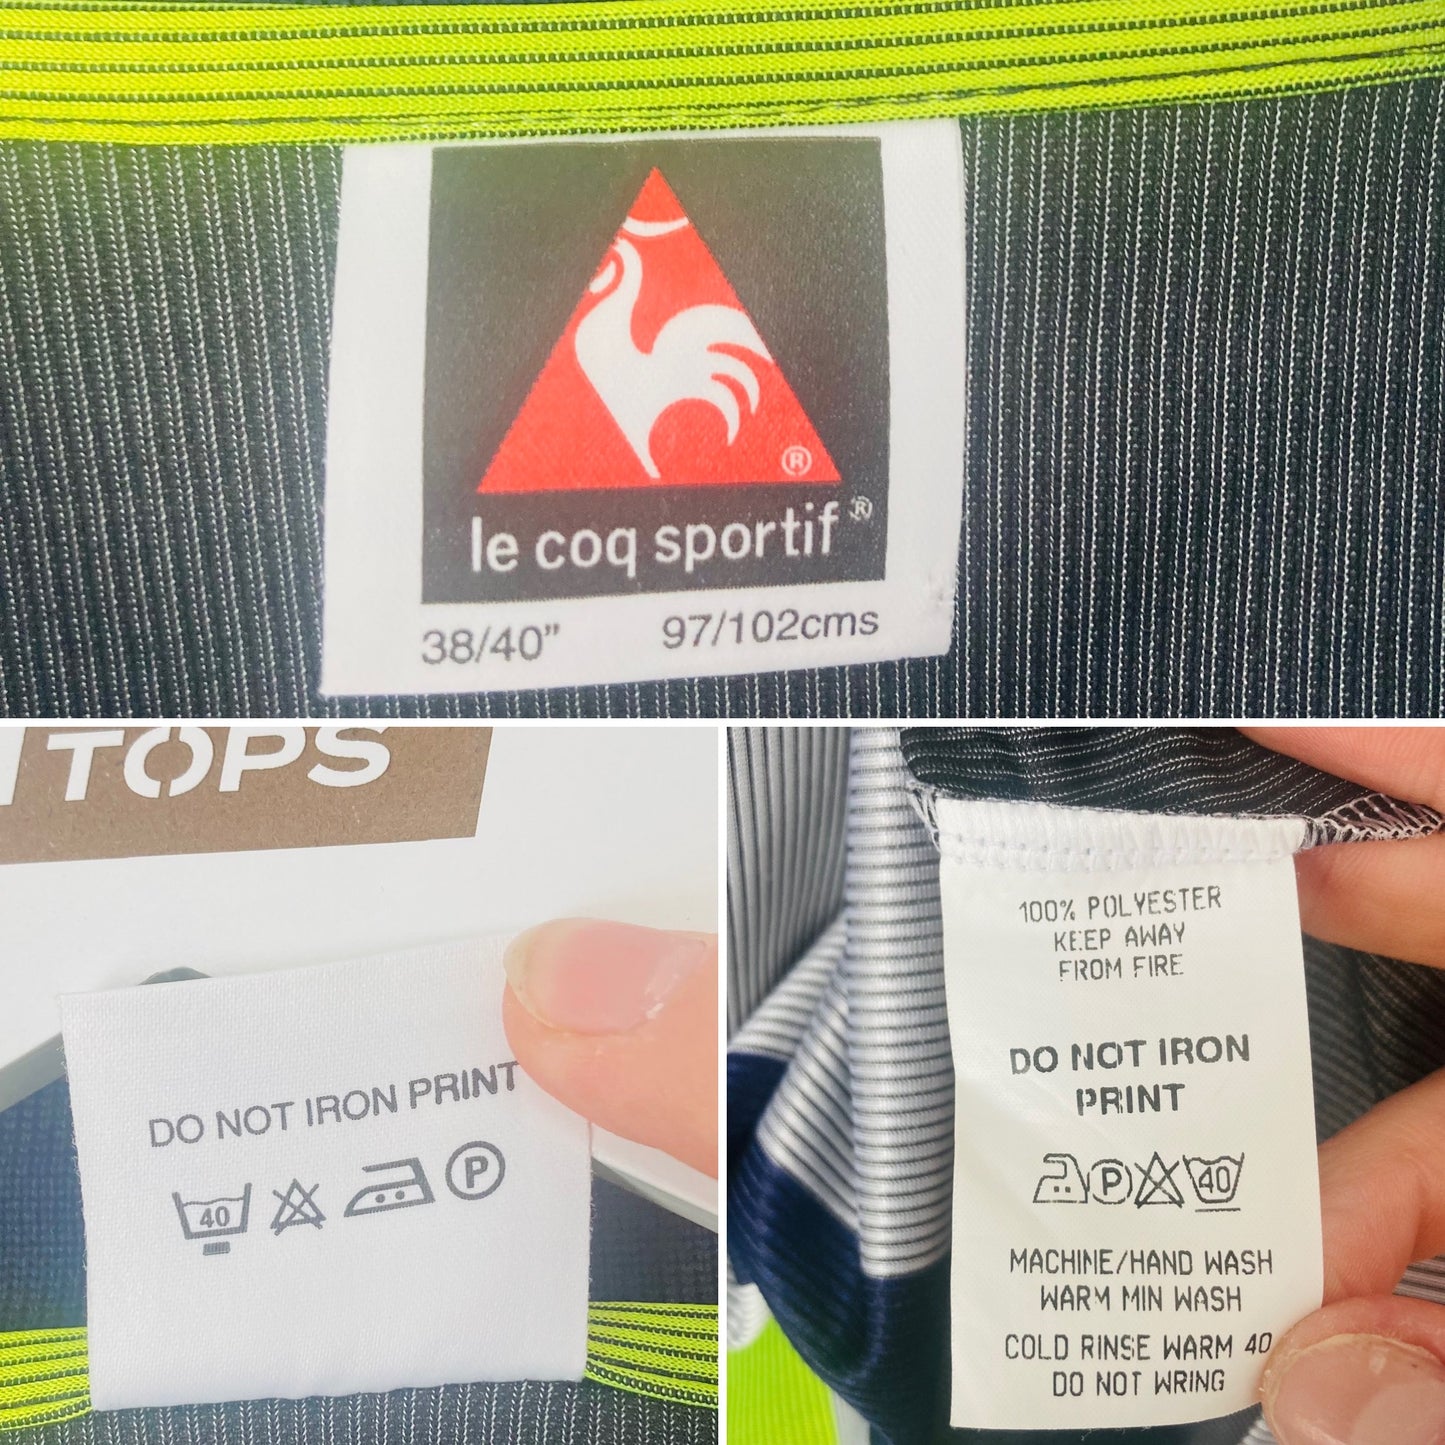 ®
le coq sportif ®
38/40” 97/102cms
TOPS
DO NOT IRON PRINT
40 P
100% POLYESTER
KEEP AWAY
FROM FIRE
DO NOT IRON
PRINT
P 40
MACHINE/HAND WASH
WARM MIN WASH
COLD RINSE WARM 40
DO NOT WRING